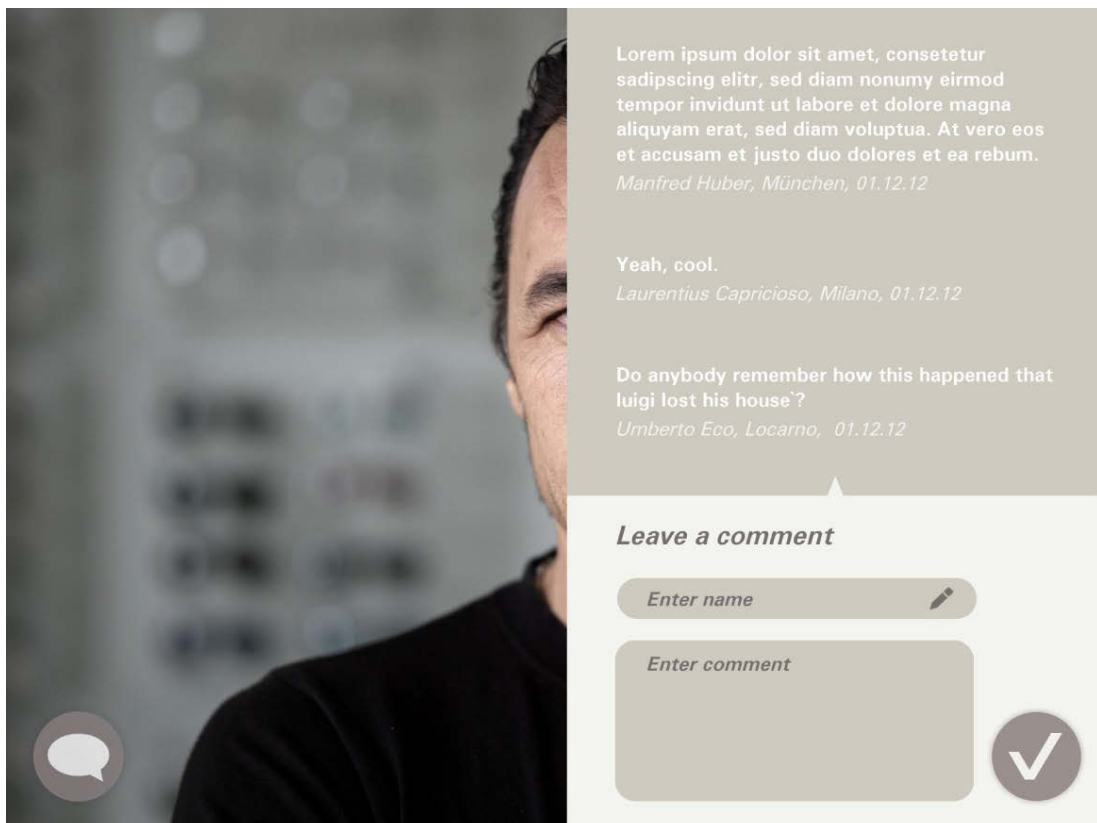 Lorem ipsum dolor sit amet, consetetur
sadipscing elitr, sed diam nonumy eirmod
tempor invidunt ut labore et dolore magna
aliquyam erat, sed diam voluptua. At vero eos
et accusam et justo duo dolores et ea rebum.
Manfred Huber, München, 01.12.12
Yeah, cool.
Laurentius Capricioso, Milano, 01.12.12
Do anybody remember how this happened that
luigi lost his house`?
Umberto Eco, Locarno,  01.12.12
Leave a comment
Enter name
Enter comment